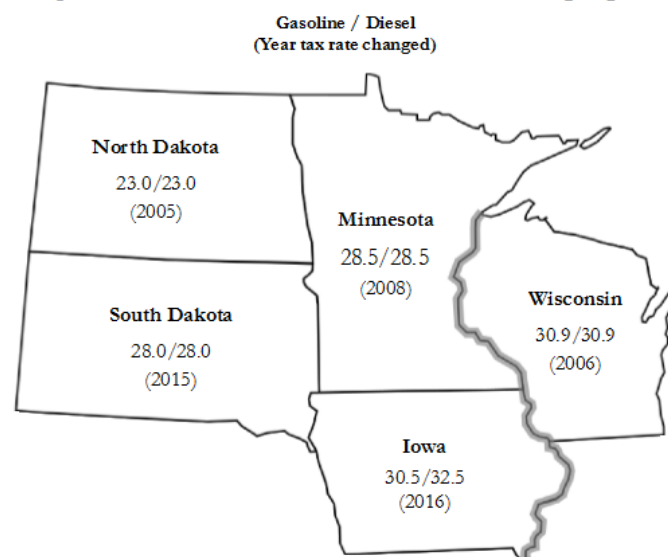 Gasoline / Diesel
(Year tax rate changed)
North Dakota
23.0/23.0
(2005)
Minnesota
28.5/28.5
(2008)
South Dakota
28.0/28.0
(2015)
Wisconsin
30.9/30.9
(2006)
Iowa
30.5/32.5
(2016)